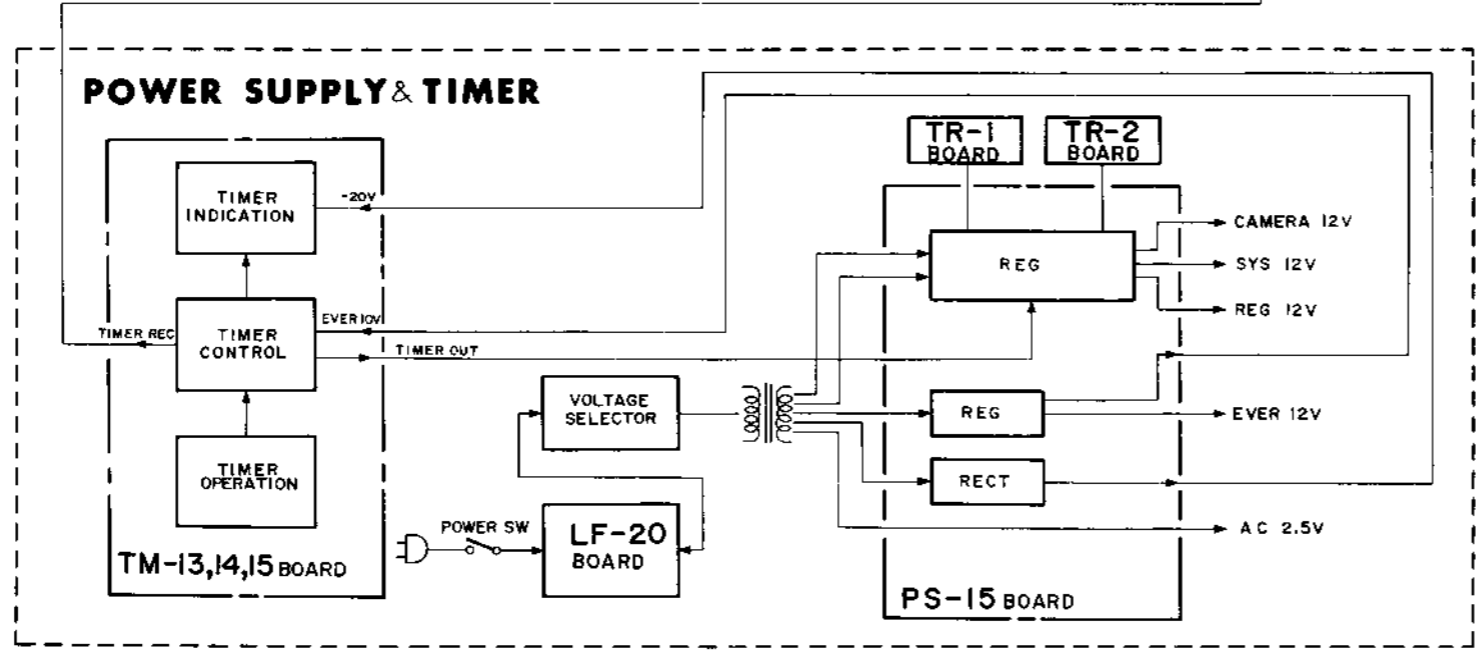 POWER SUPPLY & TIMER
TR-1
BOARD
TR-2
BOARD
TIMER
INDICATION
-20V
CAMERA 12V
REG
SYS 12V
REG 12V
TIMER REC
TIMER
CONTROL
EVER 10V
TIMER OUT
VOLTAGE
SELECTOR
REG
EVER 12V
TIMER
OPERATION
RECT
POWER SW
LF-20
BOARD
AC 2.5V
TM-13,14,15 BOARD
PS-15 BOARD